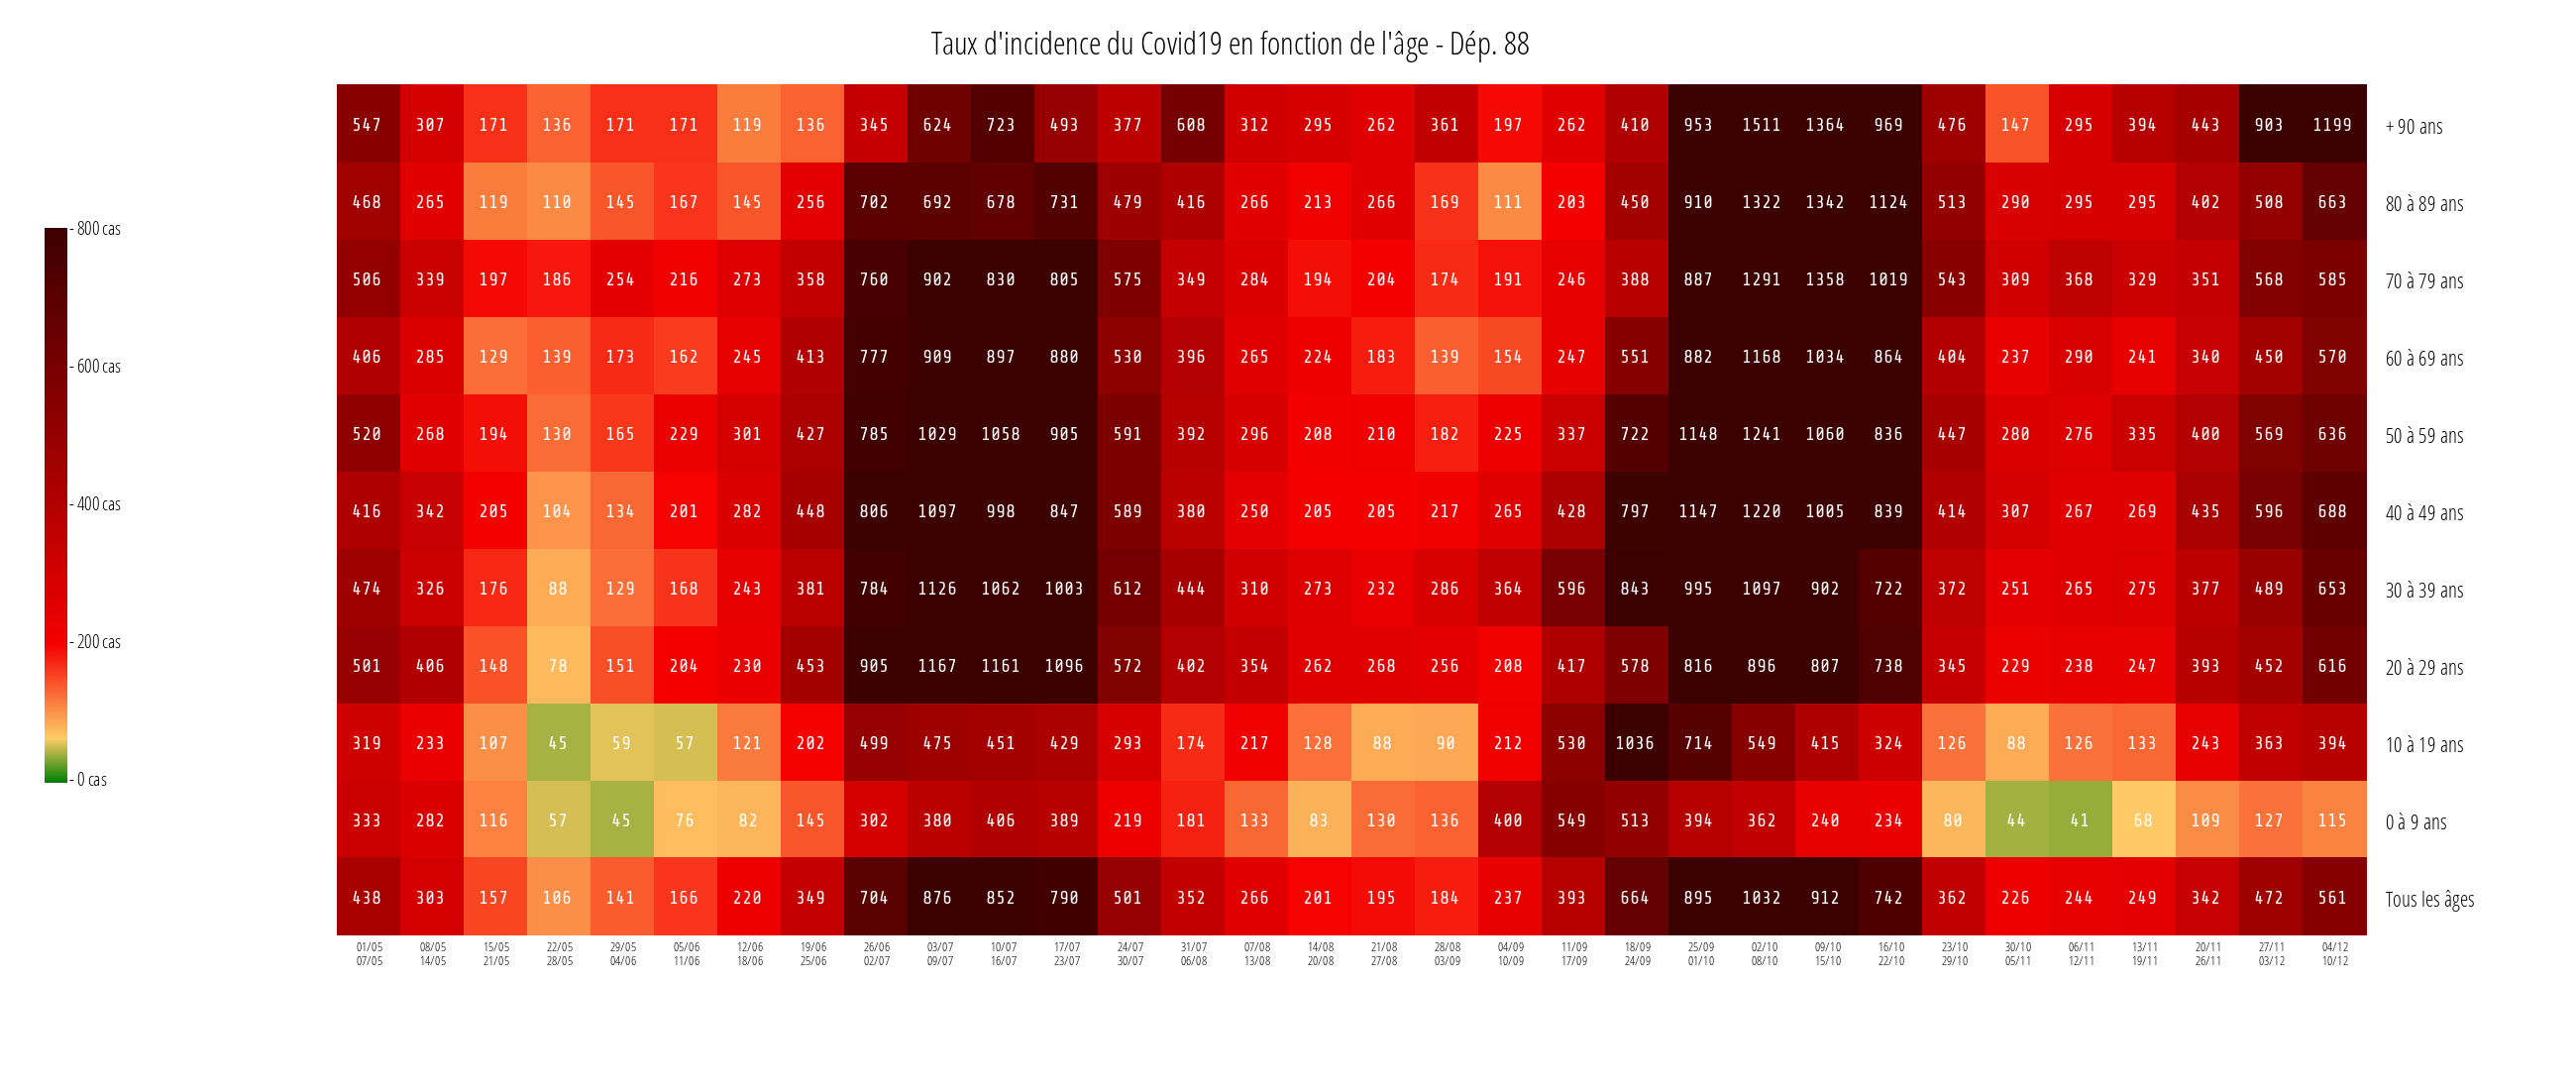 Taux d'incidence du Covid19 en fonction de l'âge - Dép. 88
547 307 171 136 171 171 119 136 345 624 723 493 377 608 312 295 262 361 197 262 410 953 1511 1364 969 476 147 295 394 443 903 1199 + 90 ans
468 265 119 110 145 167 145 256 702 692 678 731 479 416 266 213 266 169 111 203 450 910 1322 1342 1124 513 290 295 295 402 508 663 80 à 89 ans
- 800 cas
506 339 197 186 254 216 273 358 760 902 830 805 575 349 284 194 204 174 191 246 388 887 1291 1358 1019 543 309 368 329 351 568 585 70 à 79 ans
406 285 129 139 173 162 245 413 777 909 897 880 530 396 265 224 183 139 154 247 551 882 1168 1034 864 404 237 290 241 340 450 570 60 à 69 ans
- 600 cas
520 268 194 130 165 229 301 427 785 1029 1058 905 591 392 296 208 210 182 225 337 722 1148 1241 1060 836 447 280 276 335 400 569 636 50 à 59 ans
- 400 cas
416 342 205 104 134 201 282 448 806 1097 998 847 589 380 250 205 205 217 265 428 797 1147 1220 1005 839 414 307 267 269 435 596 688 40 à 49 ans
474 326 176 88 129 168 243 381 784 1126 1062 1003 612 444 310 273 232 286 364 596 843 995 1097 902 722 372 251 265 275 377 489 653 30 à 39 ans
- 200 cas
501 406 148 78 151 204 230 453 905 1167 1161 1096 572 402 354 262 268 256 208 417 578 816 896 807 738 345 229 238 247 393 452 616 20 à 29 ans
319 233 107 45 59 57 121 202 499 475 451 429 293 174 217 128 88 90 212 530 1036 714 549 415 324 126 88 126 133 243 363 394 10 à 19 ans
- 0 cas
333 282 116 57 45 76 82 145 302 380 406 389 219 181 133 83 130 136 400 549 513 394 362 240 234 80 44 41 68 109 127 115 0 à 9 ans
438 303 157 106 141 166 220 349 704 876 852 790 501 352 266 201 195 184 237 393 664 895 1032 912 742 362 226 244 249 342 472 561 Tous les âges
01/05 08/05 15/05 22/05 29/05 05/06 12/06 19/06 26/06 03/07 10/07 17/07 24/07 31/07 07/08 14/08 21/08 28/08 04/09 11/09 18/09 25/09 02/10 09/10 16/10 23/10 30/10 06/11 13/11 20/11 27/11 04/12
07/05 14/05 21/05 28/05 04/06 11/06 18/06 25/06 02/07 09/07 16/07 23/07 30/07 06/08 13/08 20/08 27/08 03/09 10/09 17/09 24/09 01/10 08/10 15/10 22/10 29/10 05/11 12/11 19/11 26/11 03/12 10/12